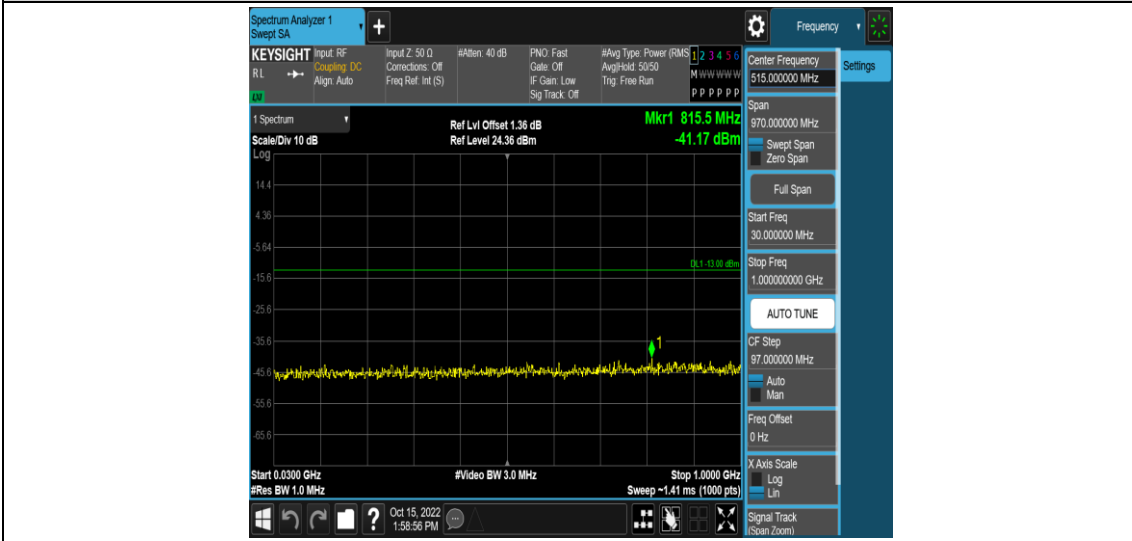 Spectrum Analyzer 1
Swept SA
+
Frequency
KEYSIGHT
RL
Input: RF
Coupling: DC
Align: Auto
Input Z: 50 Ω
Corrections: Off
Freq Ref: Int (S)
#Atten: 40 dB
PNO: Fast
Gate: Off
IF Gain: Low
Sig Track: Off
#Avg Type: Power (RMS
Avg|Hold: 50/50
Trig: Free Run
1 2 3 4 5 6
M W W W W W
P P P P P P
1 Spectrum
Scale/Div 10 dB
Log
Ref Lvl Offset 1.36 dB
Ref Level 24.36 dBm
Mkr1 815.5 MHz
-41.17 dBm
14.4
4.36
-5.64
-15.6
-25.6
-35.6
-45.6
-55.6
-65.6
DL1 -13.00 dBm
1
Start 0.0300 GHz
#Res BW 1.0 MHz
#Video BW 3.0 MHz
Stop 1.0000 GHz
Sweep ~1.41 ms (1000 pts)
?
Oct 15, 2022
1:58:56 PM
Center Frequency
515.000000 MHz
Settings
Span
970.000000 MHz
Swept Span
Zero Span
Full Span
Start Freq
30.000000 MHz
Stop Freq
1.000000000 GHz
AUTO TUNE
CF Step
97.000000 MHz
Auto
Man
Freq Offset
0 Hz
X Axis Scale
Log
Lin
Signal Track
(Span Zoom)